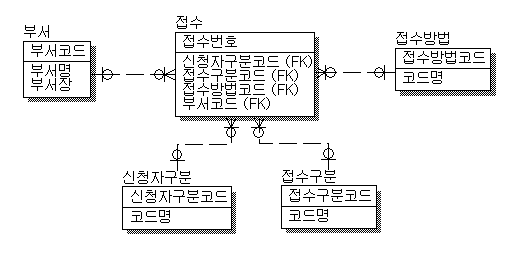 부서
부서코드
부서명
부서장
접수
접수번호
신청자구분코드 (FK)
접수구분코드 (FK)
접수방법코드 (FK)
부서코드 (FK)
접수방법
접수방법코드
코드명
신청자구분
신청자구분코드
코드명
접수구분
접수구분코드
코드명